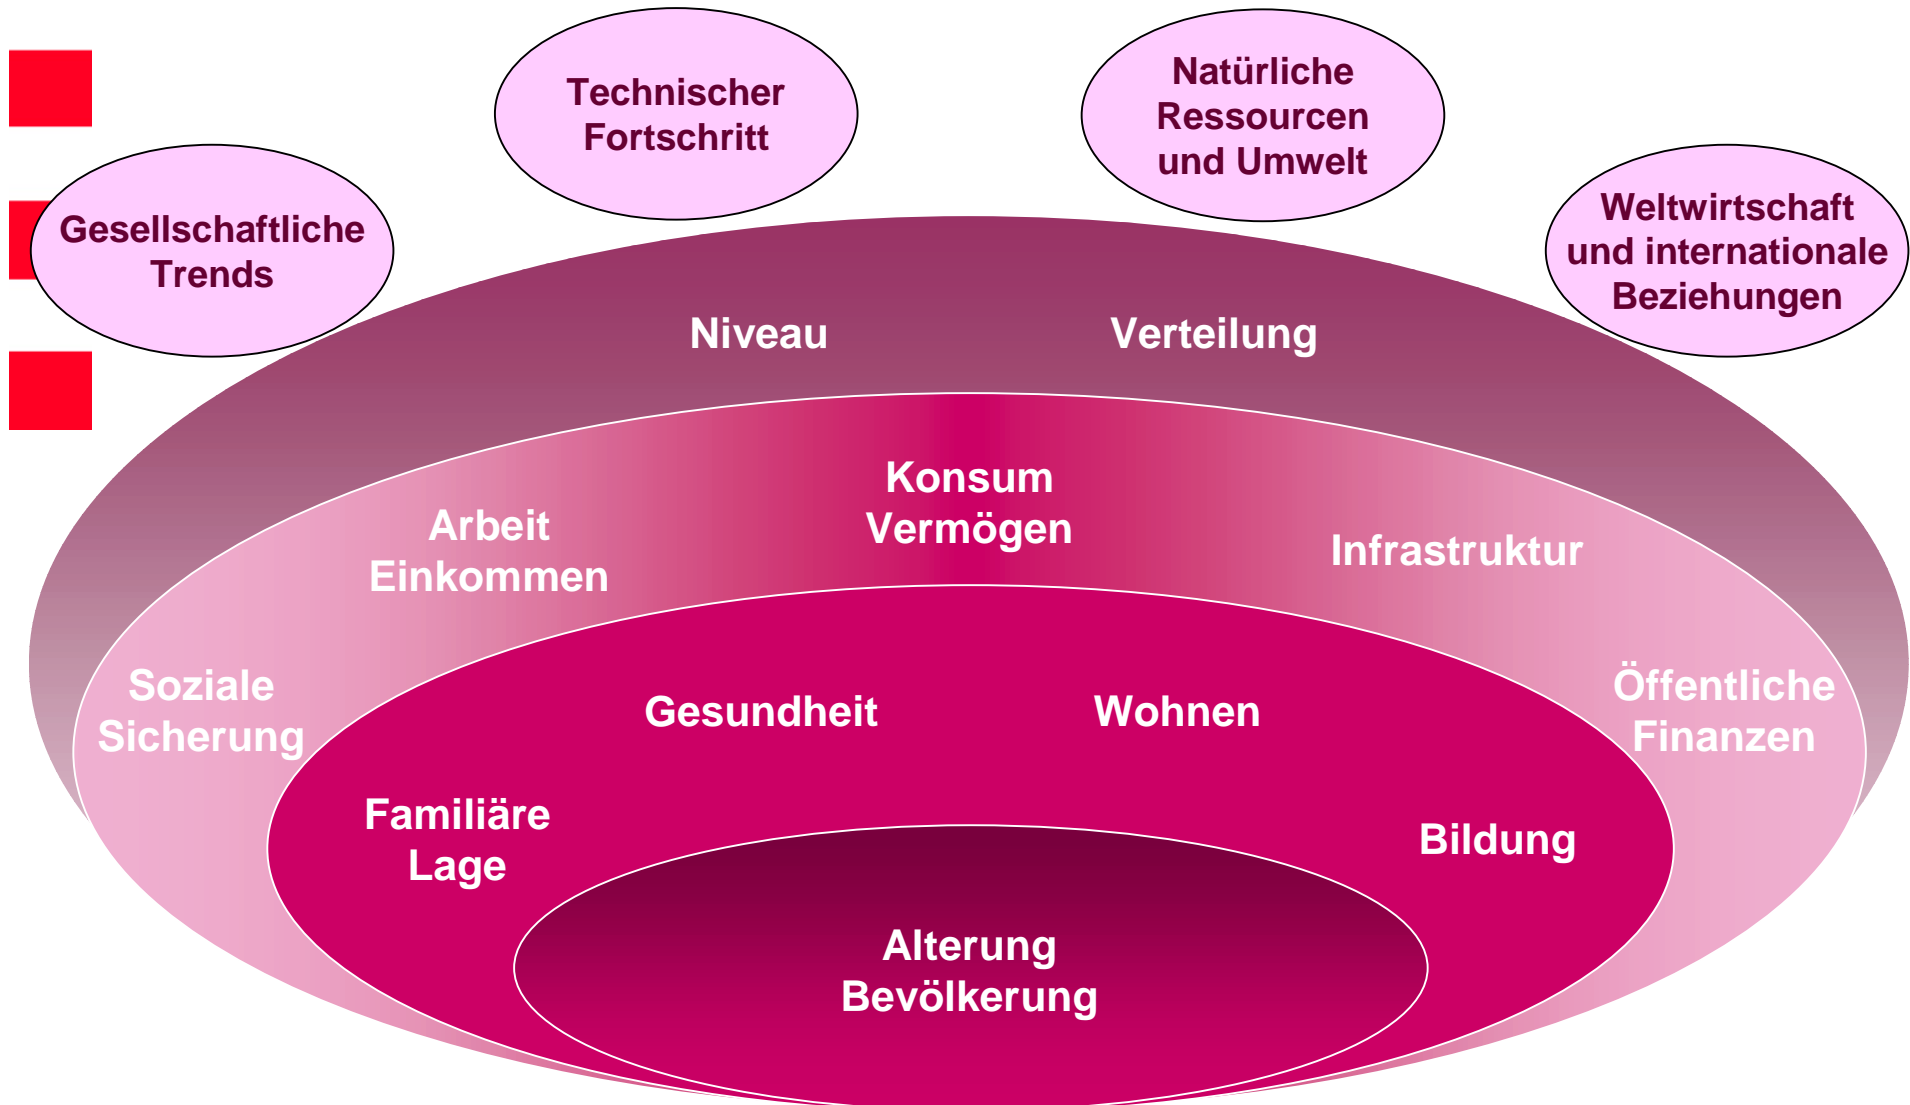 Technischer
Fortschritt
Natürliche
Ressourcen
und Umwelt
Gesellschaftliche
Trends
Weltwirtschaft
und internationale
Beziehungen
Niveau
Verteilung
Konsum
Vermögen
Arbeit
Einkommen
Infrastruktur
Soziale
Sicherung
Öffentliche
Finanzen
Gesundheit
Wohnen
Familiäre
Lage
Bildung
Alterung
Bevölkerung